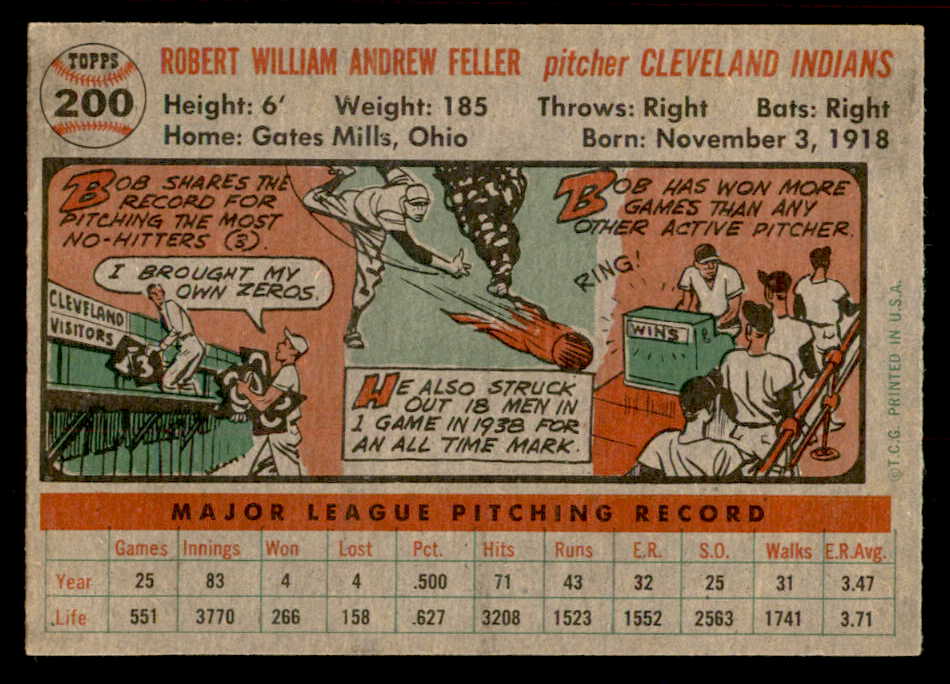 TOPPS
200
ROBERT WILLIAM ANDREW FELLER pitcher CLEVELAND INDIANS
Height: 6' Weight: 185 Throws: Right Bats: Right
Home: Gates Mills, Ohio Born: November 3, 1918
BOB SHARES THE
RECORD FOR
PITCHING THE MOST
NO-HITTERS (3).
I BROUGHT MY
OWN ZEROS.
CLEVELAND
VISITORS
HE ALSO STRUCK
OUT 18 MEN IN
1 GAME IN 1938 FOR
AN ALL TIME MARK.
BOB HAS WON MORE
GAMES THAN ANY
OTHER ACTIVE PITCHER.
RING!
WINS
©T.C.G. PRINTED IN U.S.A.
MAJOR LEAGUE PITCHING RECORD
Games Innings Won Lost Pct. Hits Runs E.R. S.O. Walks E.R.Avg.
Year 25 83 4 4 .500 71 43 32 25 31 3.47
Life 551 3770 266 158 .627 3208 1523 1552 2563 1741 3.71